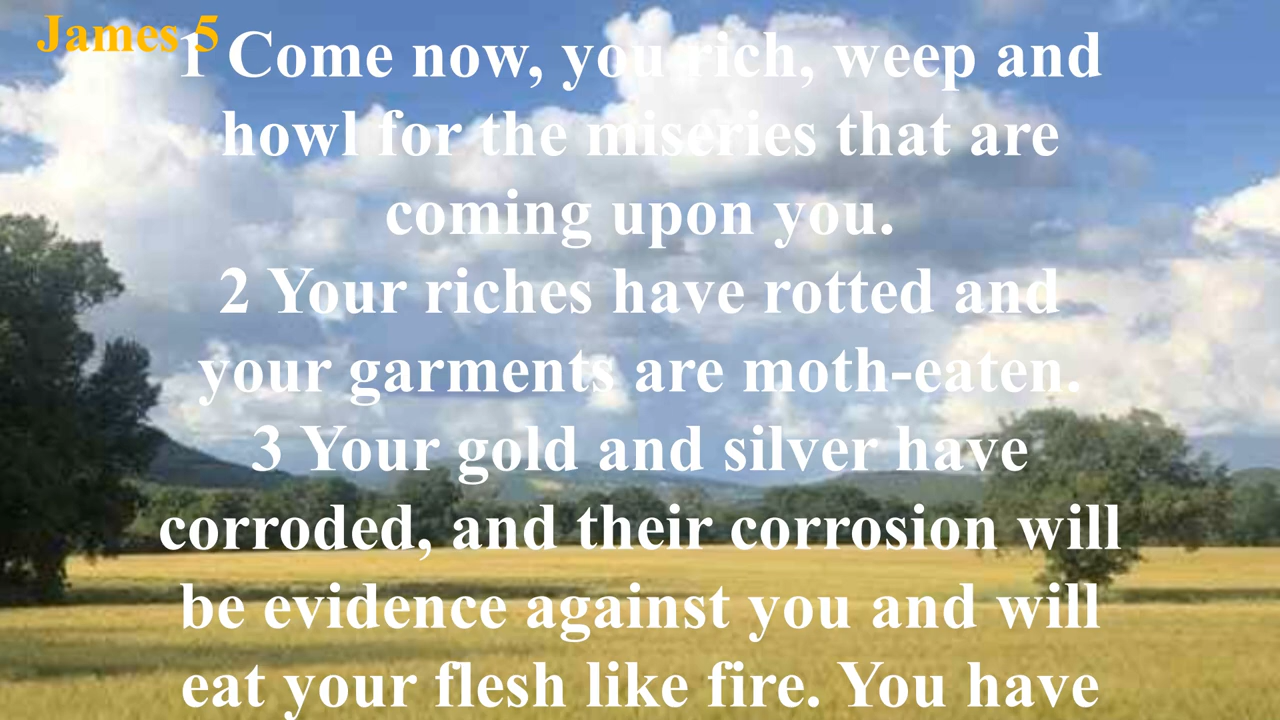 James 5
1 Come now, you rich, weep and
howl for the miseries that are
coming upon you.
2 Your riches have rotted and
your garments are moth-eaten.
3 Your gold and silver have
corroded, and their corrosion will
be evidence against you and will
eat your flesh like fire. You have